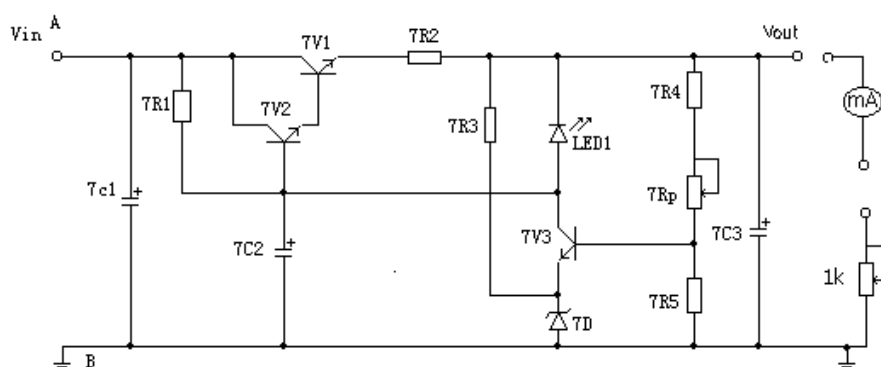 Vin A
7V1
7R2
Vout
7R1
7V2
7R3
LED1
7R4
mA
7c1
+
7C2
+
7V3
7Rp
7C3
+
1k
7D
7R5
B